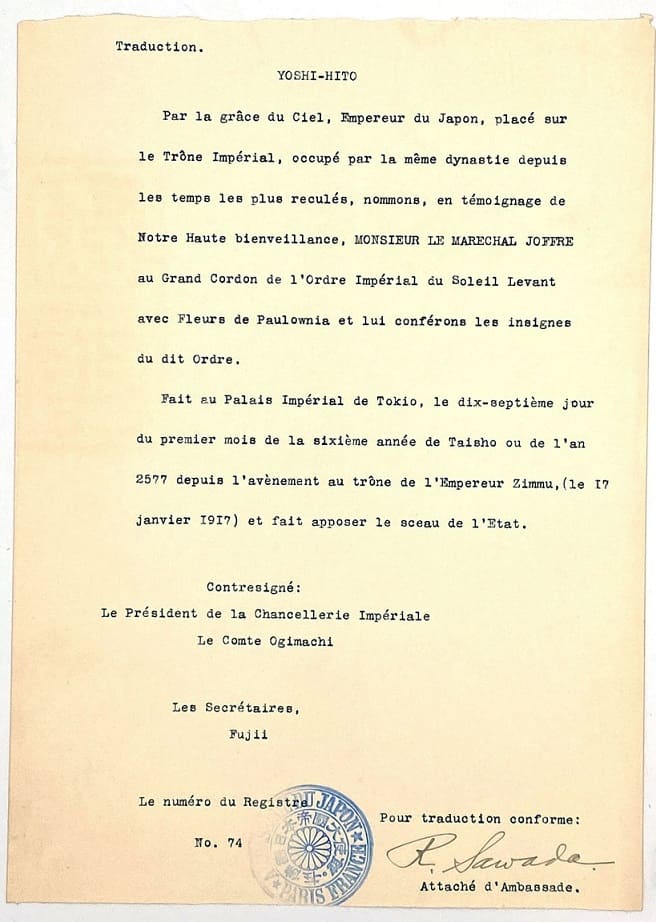 Traduction.
YOSHI-HITO
Par la grâce du Ciel, Empereur du Japon, placé sur
le Trône Impérial, occupé par la même dynastie depuis
les temps les plus reculés, nommons, en témoignage de
Notre Haute bienveillance, MONSIEUR LE MARECHAL JOFFRE
au Grand Cordon de l'Ordre Impérial du Soleil Levant
avec Fleurs de Paulownia et lui conférons les insignes
du dit Ordre.
Fait au Palais Impérial de Tokio, le dix-septième jour
du premier mois de la sixième année de Taisho ou de l'an
2577 depuis l'avènement au trône de l'Empereur Zimmu,(le I7
janvier I9I7) et fait apposer le sceau de l'Etat.
Contresigné:
Le Président de la Chancellerie Impériale
Le Comte Ogimachi
Les Secrétaires,
Fujii
Le numéro du Registre
No. 74
DU JAPON
PARIS FRANCE
Pour traduction conforme:
R. Sawada
Attaché d'Ambassade.